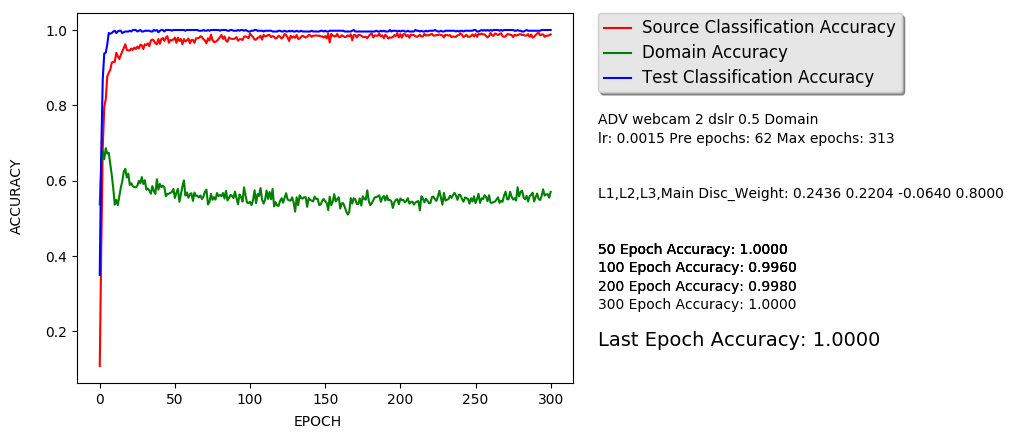 1.0
0.8
0.6
0.4
0.2
ACCURACY
0 50 100 150 200 250 300
EPOCH
Source Classification Accuracy
Domain Accuracy
Test Classification Accuracy
ADV webcam 2 dslr 0.5 Domain
lr: 0.0015 Pre epochs: 62 Max epochs: 313
L1,L2,L3,Main Disc_Weight: 0.2436 0.2204 -0.0640 0.8000
50 Epoch Accuracy: 1.0000
100 Epoch Accuracy: 0.9960
200 Epoch Accuracy: 0.9980
300 Epoch Accuracy: 1.0000
Last Epoch Accuracy: 1.0000